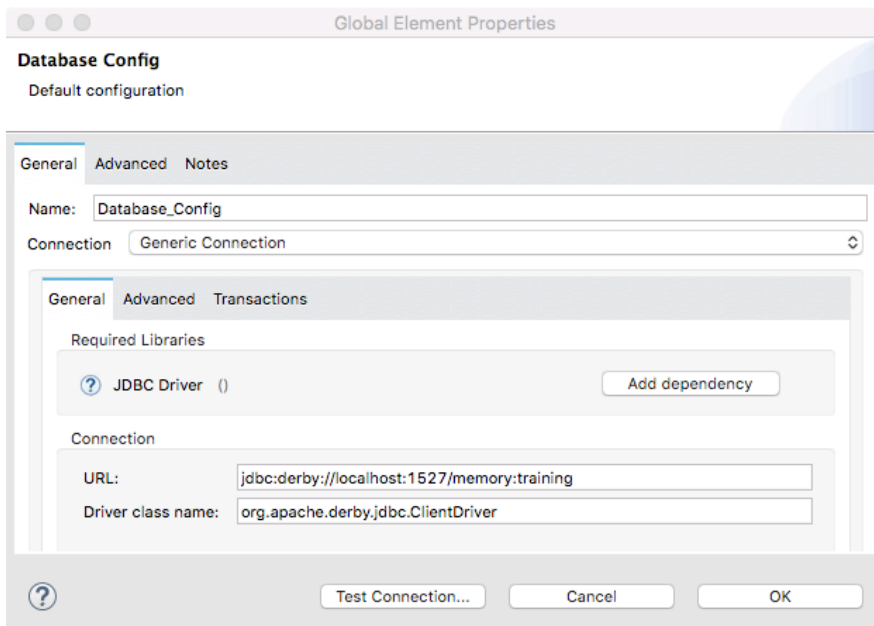 Global Element Properties
Database Config
Default configuration
General Advanced Notes
Name: Database_Config
Connection Generic Connection
General Advanced Transactions
Required Libraries
? JDBC Driver () Add dependency
Connection
URL: jdbc:derby://localhost:1527/memory:training
Driver class name: org.apache.derby.jdbc.ClientDriver
? Test Connection... Cancel OK